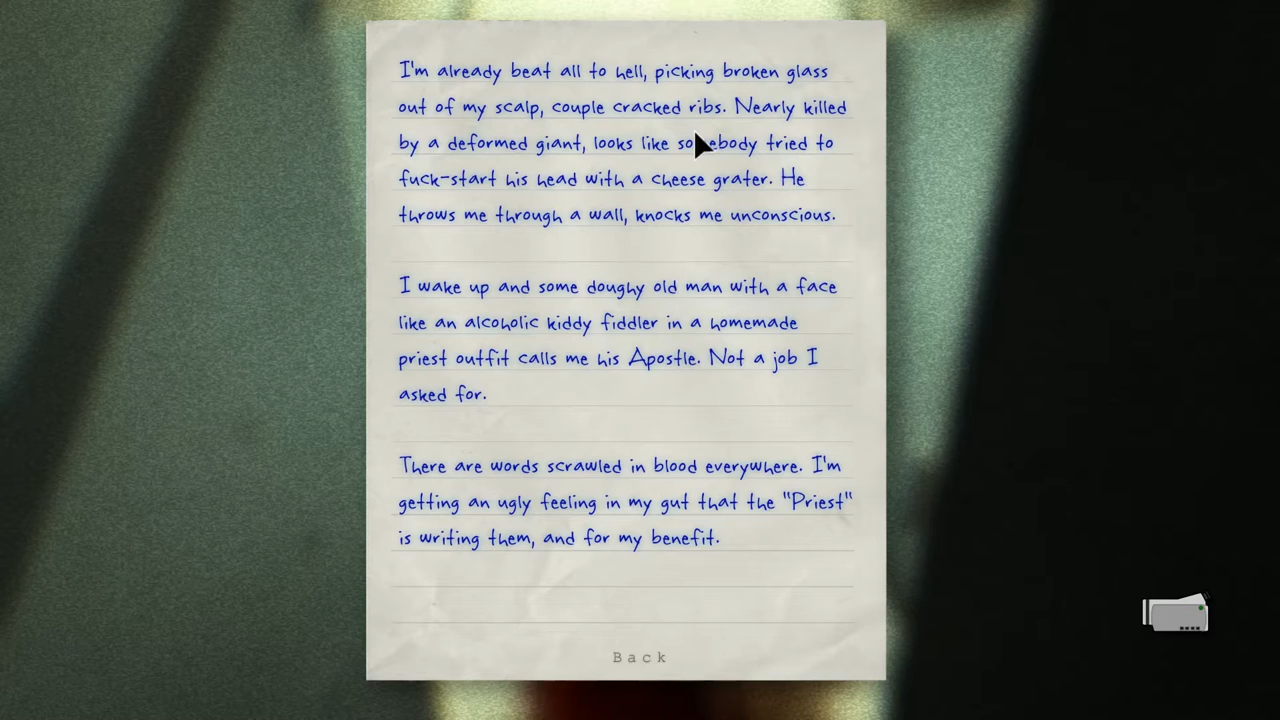 I'm already beat all to hell, picking broken glass
out of my scalp, couple cracked ribs. Nearly killed
by a deformed giant, looks like somebody tried to
fuck-start his head with a cheese grater. He
throws me through a wall, knocks me unconscious.
I wake up and some doughy old man with a face
like an alcoholic kiddy fiddler in a homemade
priest outfit calls me his Apostle. Not a job I
asked for.
There are words scrawled in blood everywhere. I'm
getting an ugly feeling in my gut that the "Priest"
is writing them, and for my benefit.
Back